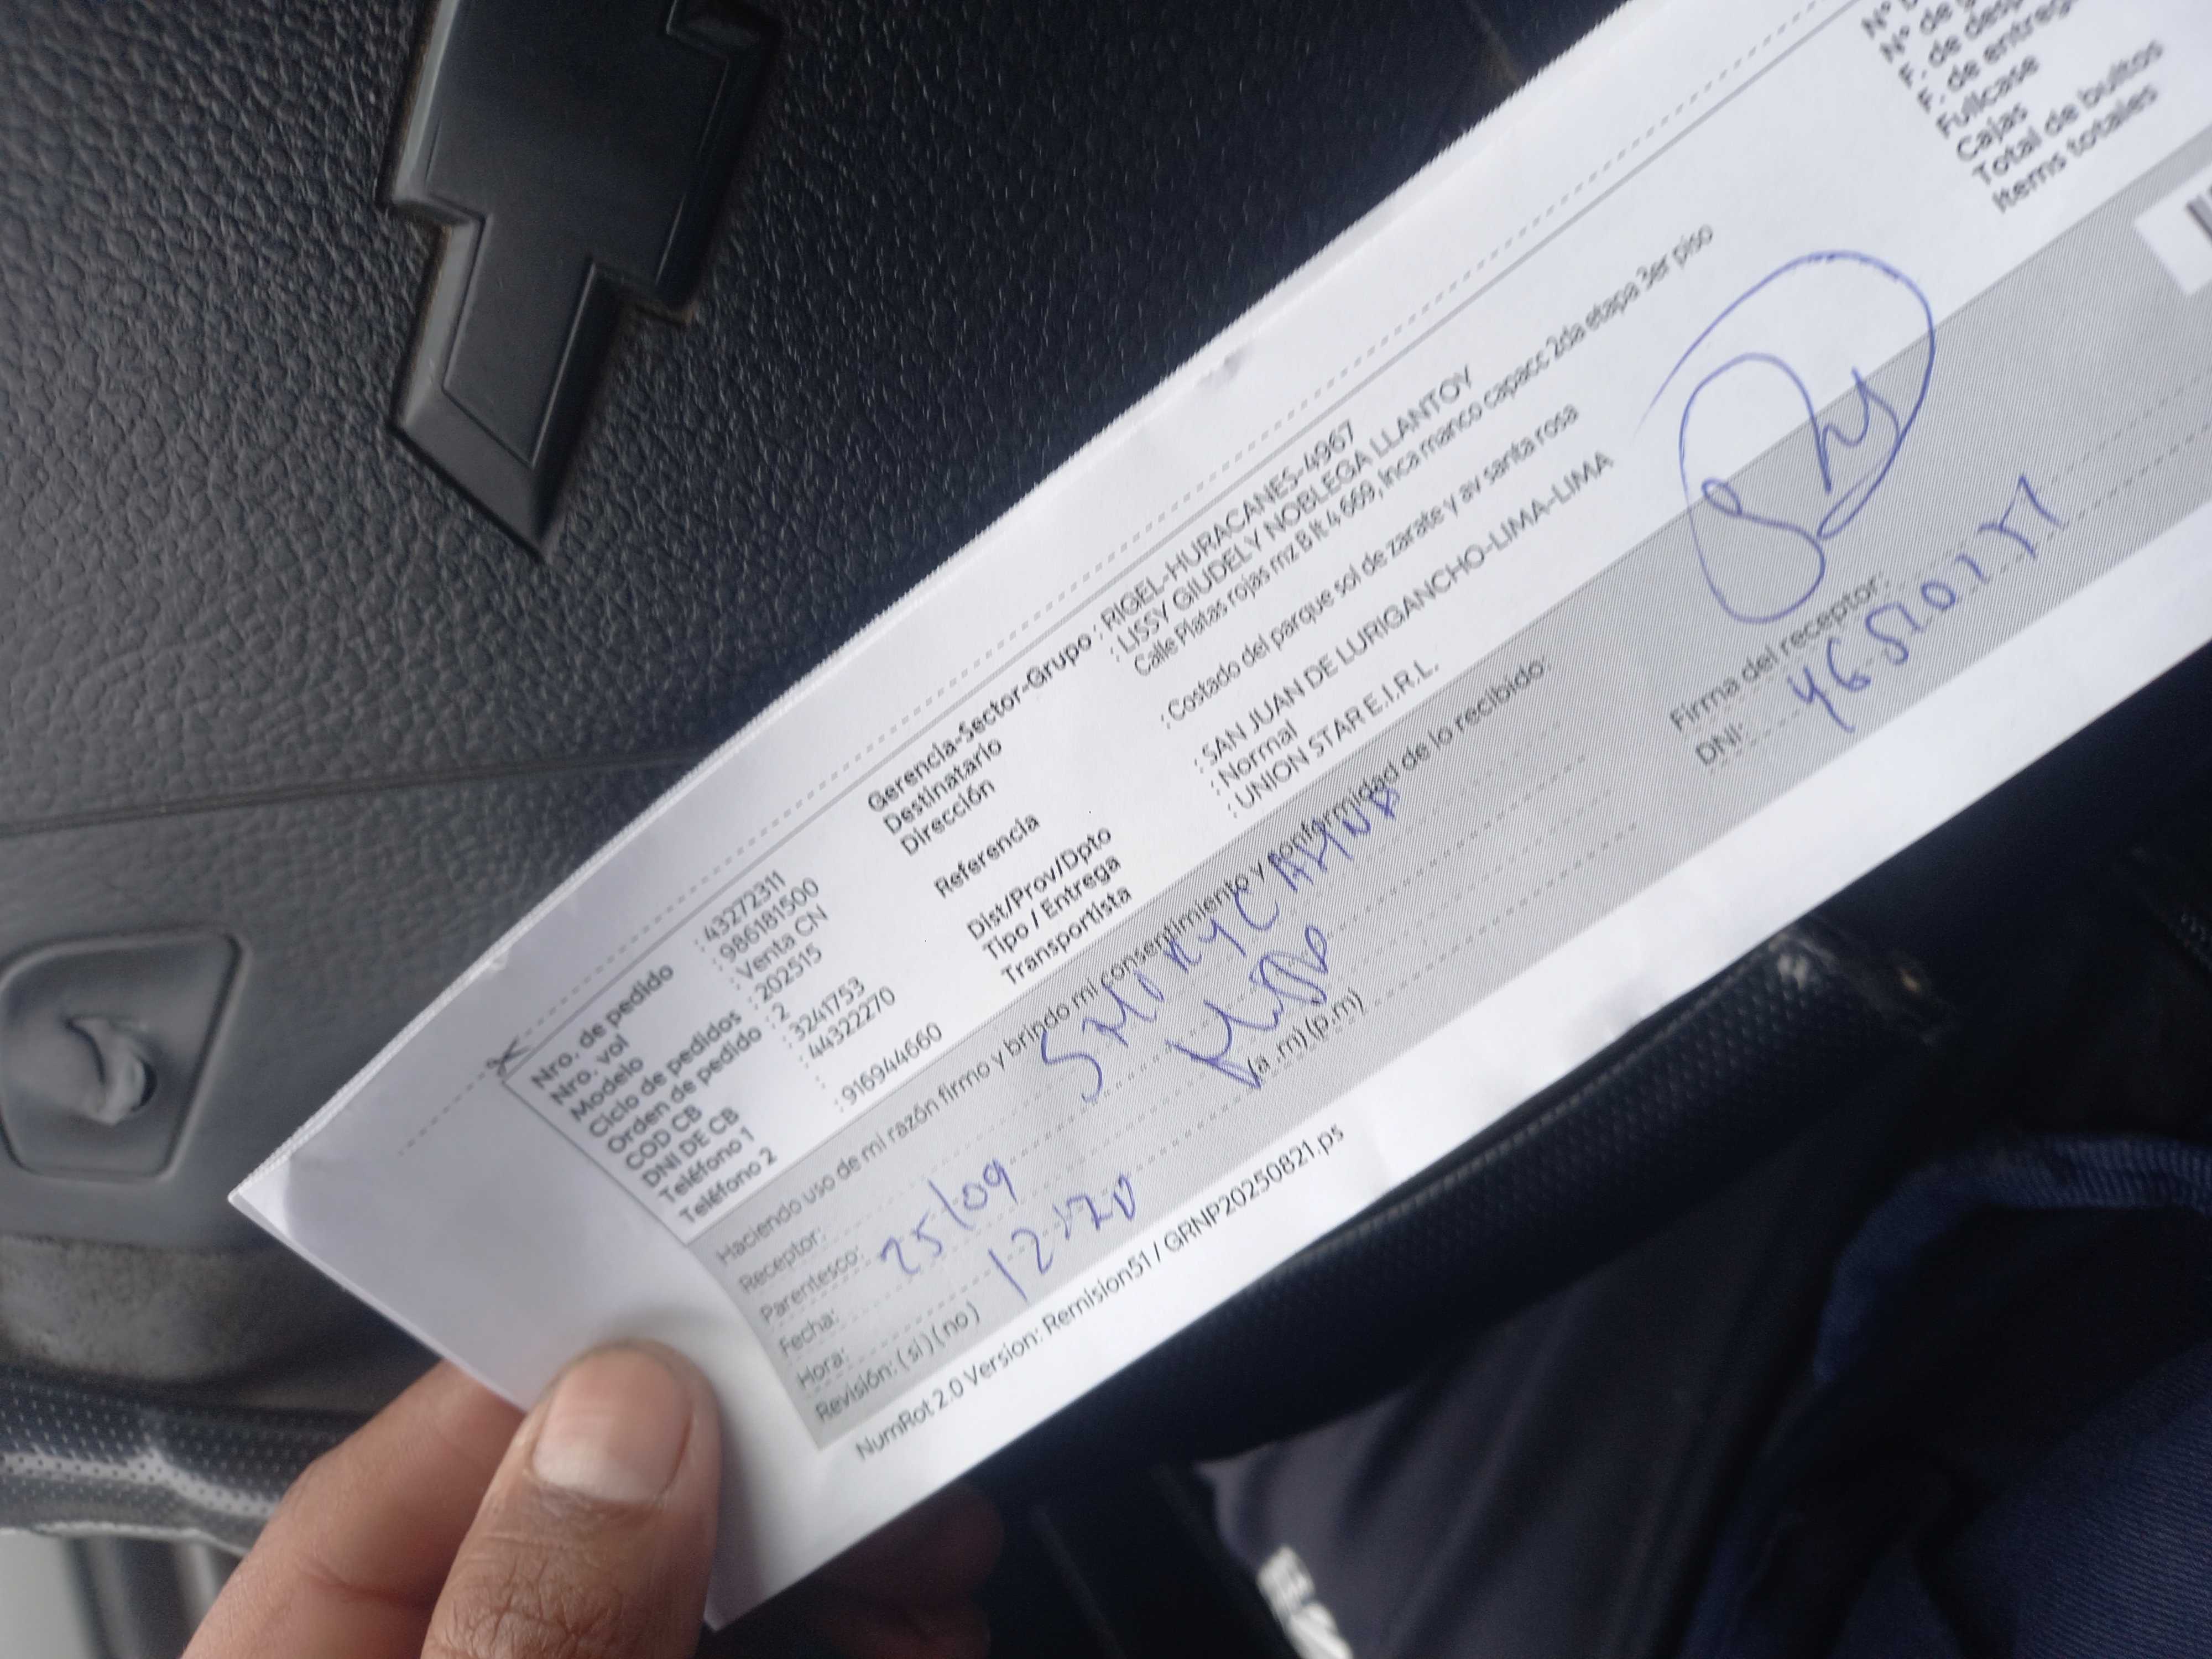 Nro. de pedido : 43272311
Nro. vol : 986181500
Modelo : Venta CN
Ciclo de pedidos : 202515
Orden de pedido : 2
COD CB : 3241753
DNI DE CB : 44322270
Teléfono 1 :
Teléfono 2 : 916944660
Gerencia-Sector-Grupo : RIGEL-HURACANES-4967
Destinatario : LISSY GIUDELY NOBLEGA LLANTOY
Dirección Calle Platas rojas mz B lt 4 669, Inca manco capacc 2da etapa 3er piso
Referencia : Costado del parque sol de zarate y av santa rosa
Dist/Prov/Dpto : SAN JUAN DE LURIGANCHO-LIMA-LIMA
Tipo / Entrega : Normal
Transportista : UNION STAR E.I.R.L.
F. de entrega
Fullcase
Cajas
Total de bultos
Items totales
Haciendo uso de mi razón firmo y brindo mi consentimiento y conformidad de lo recibido:
Receptor:
Parentesco:
Fecha: 25/09
Hora: 12:20 (a .m) (p.m)
Revisión: (si) (no)
Firma del receptor:
DNI:
NumRot 2.0 Version: Remision51 / GRNP20250821.ps